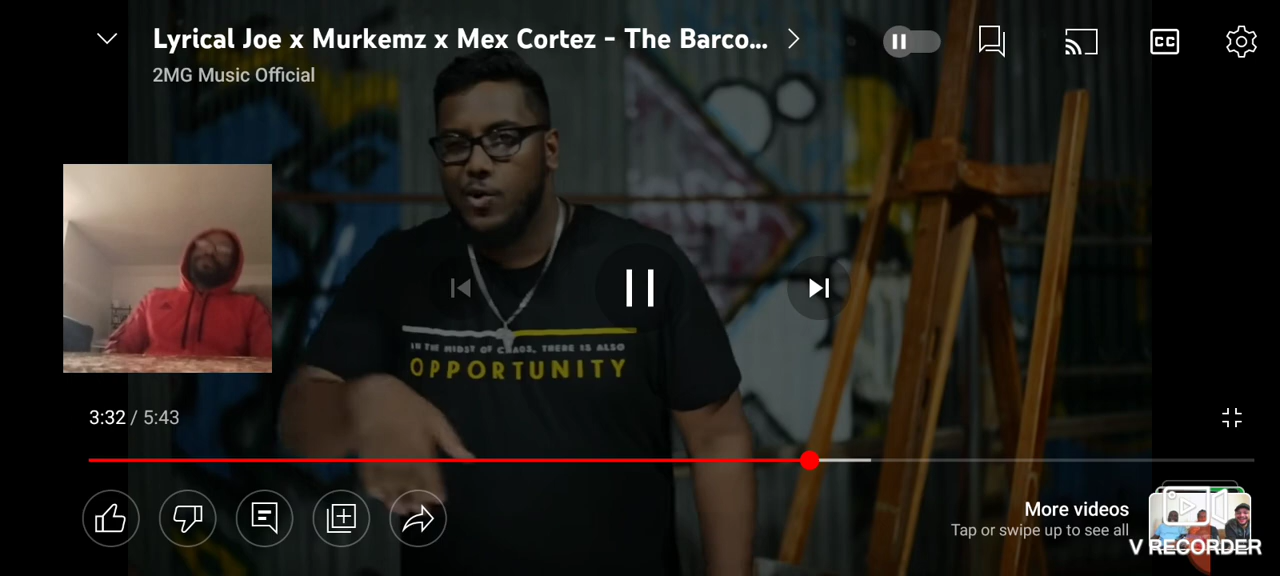 Lyrical Joe x Murkemz x Mex Cortez - The Barco...
2MG Music Official
CC
IN THE MIDST OF CHAOS, THERE IS ALSO
OPPORTUNITY
3:32 / 5:43
More videos
Tap or swipe up to see all
V RECORDER